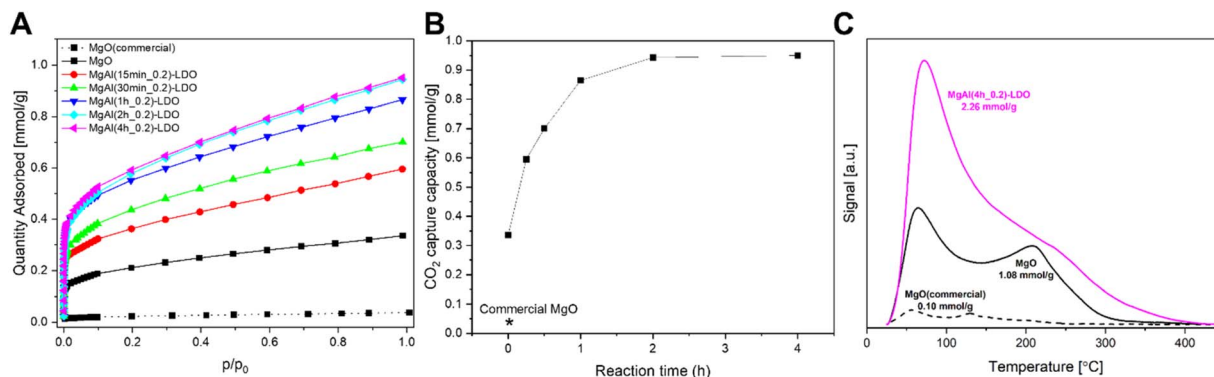 A
MgO(commercial)
MgO
MgAl(15min_0.2)-LDO
MgAl(30min_0.2)-LDO
MgAl(1h_0.2)-LDO
MgAl(2h_0.2)-LDO
MgAl(4h_0.2)-LDO
Quantity Adsorbed [mmol/g]
1.0
0.8
0.6
0.4
0.2
0.0
0.0 0.2 0.4 0.6 0.8 1.0
p/p₀
B
CO₂ capture capacity [mmol/g]
1.0
0.9
0.8
0.7
0.6
0.5
0.4
0.3
0.2
0.1
0.0
Commercial MgO
*
0 1 2 3 4
Reaction time (h)
C
Signal [a.u.]
MgAl(4h_0.2)-LDO
2.26 mmol/g
MgO
1.08 mmol/g
MgO(commercial)
0.10 mmol/g
0 100 200 300 400
Temperature [°C]